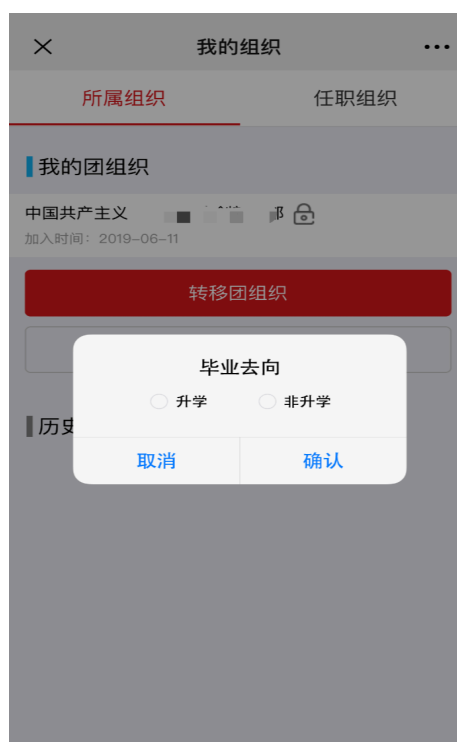 我的组织
所属组织 任职组织
我的团组织
中国共产主义
加入时间：2019-06-11
转移团组织
毕业去向
升学 非升学
历史
取消 确认